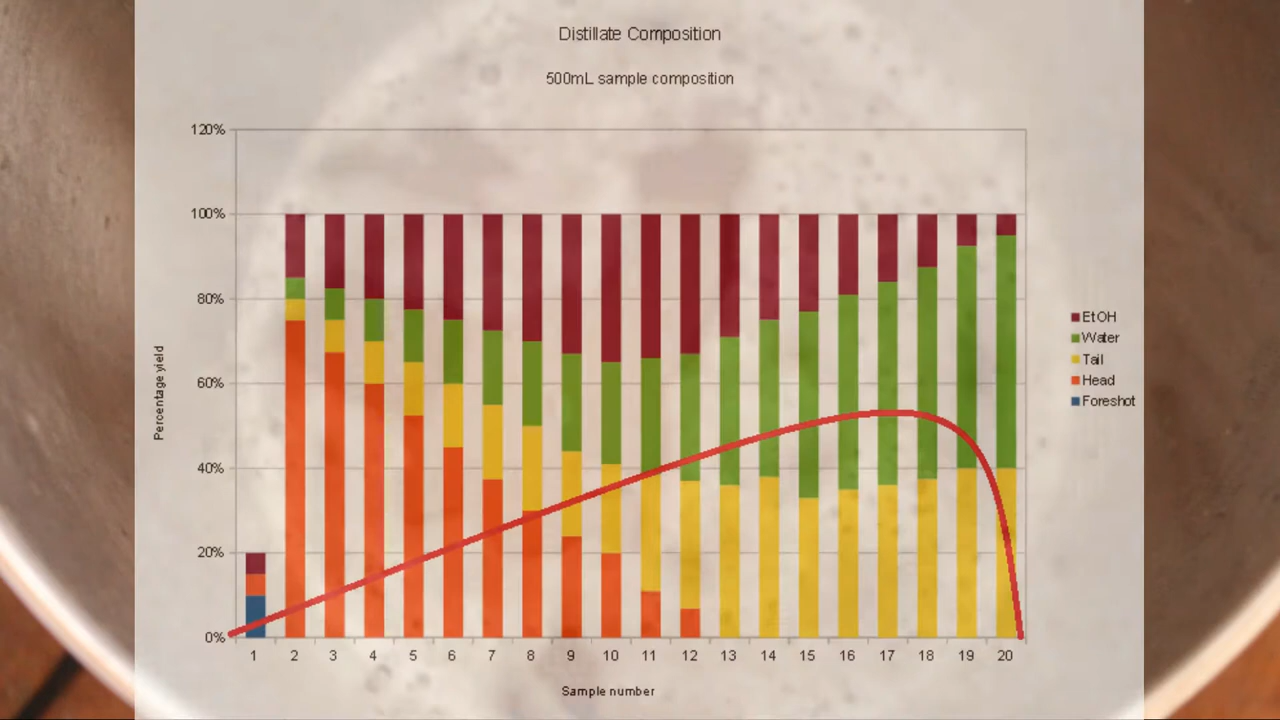 Distillate Composition
500mL sample composition
120%
100%
80%
60%
40%
20%
0%
Percentage yield
1 2 3 4 5 6 7 8 9 10 11 12 13 14 15 16 17 18 19 20
Sample number
EtOH
Water
Tail
Head
Foreshot